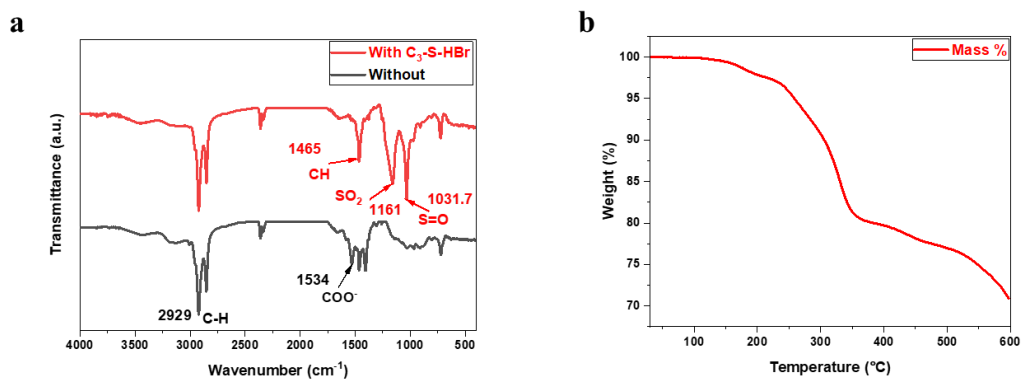 a
With C₃-S-HBr
Without
Transmittance (a.u.)
1465
CH
SO₂
1161
1031.7
S=O
1534
COO⁻
2929
C-H
4000 3500 3000 2500 2000 1500 1000 500
Wavenumber (cm⁻¹)
b
Mass %
Weight (%)
100
95
90
85
80
75
70
100 200 300 400 500 600
Temperature (°C)